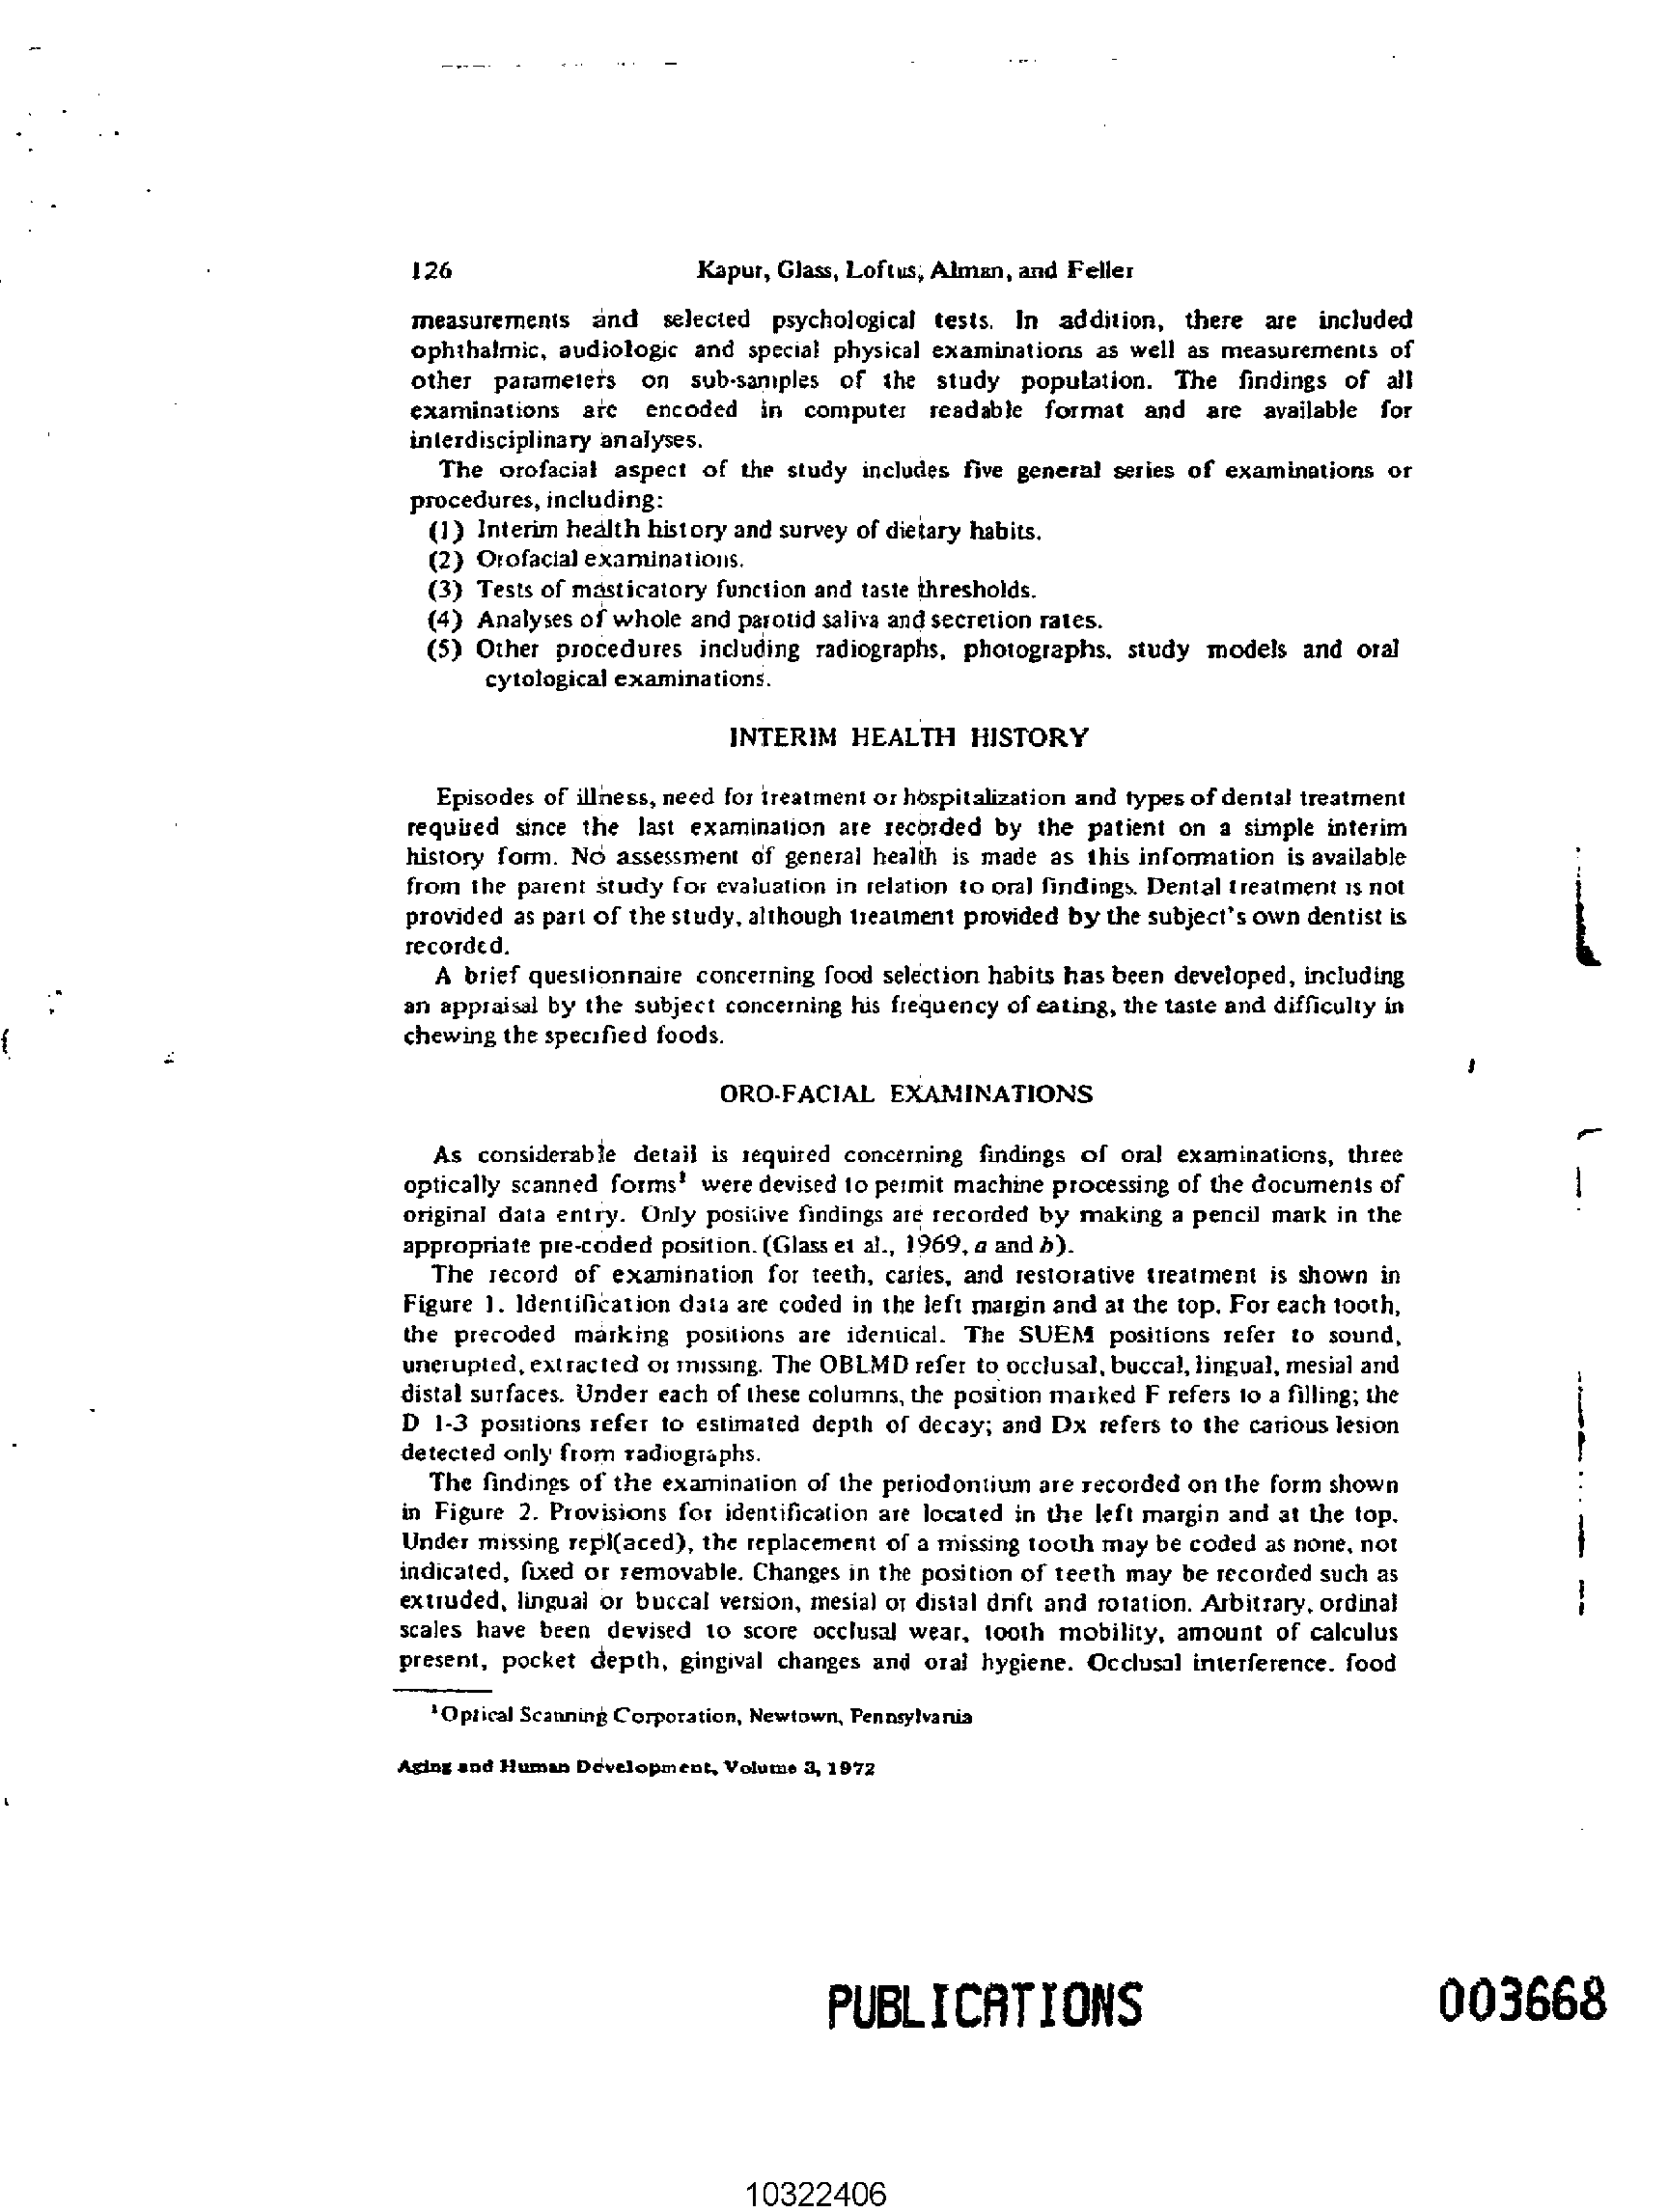 126 Kapur, Glass, Loftus, Alman, and Feller
measurements and selected psychological tests. In addition, there are included
ophthalmic, audiologic and special physical examinations as well as measurements of
other parameters on sub-samples of the study population. The findings of all
examinations are encoded in computer readable format and are available for
interdisciplinary analyses.
The orofacial aspect of the study includes five general series of examinations or
procedures, including:
(1) Interim health history and survey of dietary habits.
(2) Orofacial examinations.
(3) Tests of masticatory function and taste thresholds.
(4) Analyses of whole and parotid saliva and secretion rates.
(5) Other procedures including radiographs, photographs, study models and oral
cytological examinations.
INTERIM HEALTH HISTORY
Episodes of illness, need for treatment or hospitalization and types of dental treatment
required since the last examination are recorded by the patient on a simple interim
history form. No assessment of general health is made as this information is available
from the parent study for evaluation in relation to oral findings. Dental treatment is not
provided as part of the study, although treatment provided by the subject's own dentist is
recorded.
A brief questionnaire concerning food selection habits has been developed, including
an appraisal by the subject concerning his frequency of eating, the taste and difficulty in
chewing the specified foods.
ORO-FACIAL EXAMINATIONS
As considerable detail is required concerning findings of oral examinations, three
optically scanned forms¹ were devised to permit machine processing of the documents of
original data entry. Only positive findings are recorded by making a pencil mark in the
appropriate pre-coded position. (Glass et al., 1969, a and b).
The record of examination for teeth, caries, and restorative treatment is shown in
Figure 1. Identification data are coded in the left margin and at the top. For each tooth,
the precoded marking positions are identical. The SUEM positions refer to sound,
unerupted, extracted or missing. The OBLMD refer to occlusal, buccal, lingual, mesial and
distal surfaces. Under each of these columns, the position marked F refers to a filling; the
D 1-3 positions refer to estimated depth of decay; and Dx refers to the carious lesion
detected only from radiographs.
The findings of the examination of the periodontium are recorded on the form shown
in Figure 2. Provisions for identification are located in the left margin and at the top.
Under missing repl(aced), the replacement of a missing tooth may be coded as none, not
indicated, fixed or removable. Changes in the position of teeth may be recorded such as
extruded, lingual or buccal version, mesial or distal drift and rotation. Arbitrary, ordinal
scales have been devised to score occlusal wear, tooth mobility, amount of calculus
present, pocket depth, gingival changes and oral hygiene. Occlusal interference, food
¹Optical Scanning Corporation, Newtown, Pennsylvania
Aging and Human Development, Volume 3, 1972
PUBLICATIONS 003668
10322406